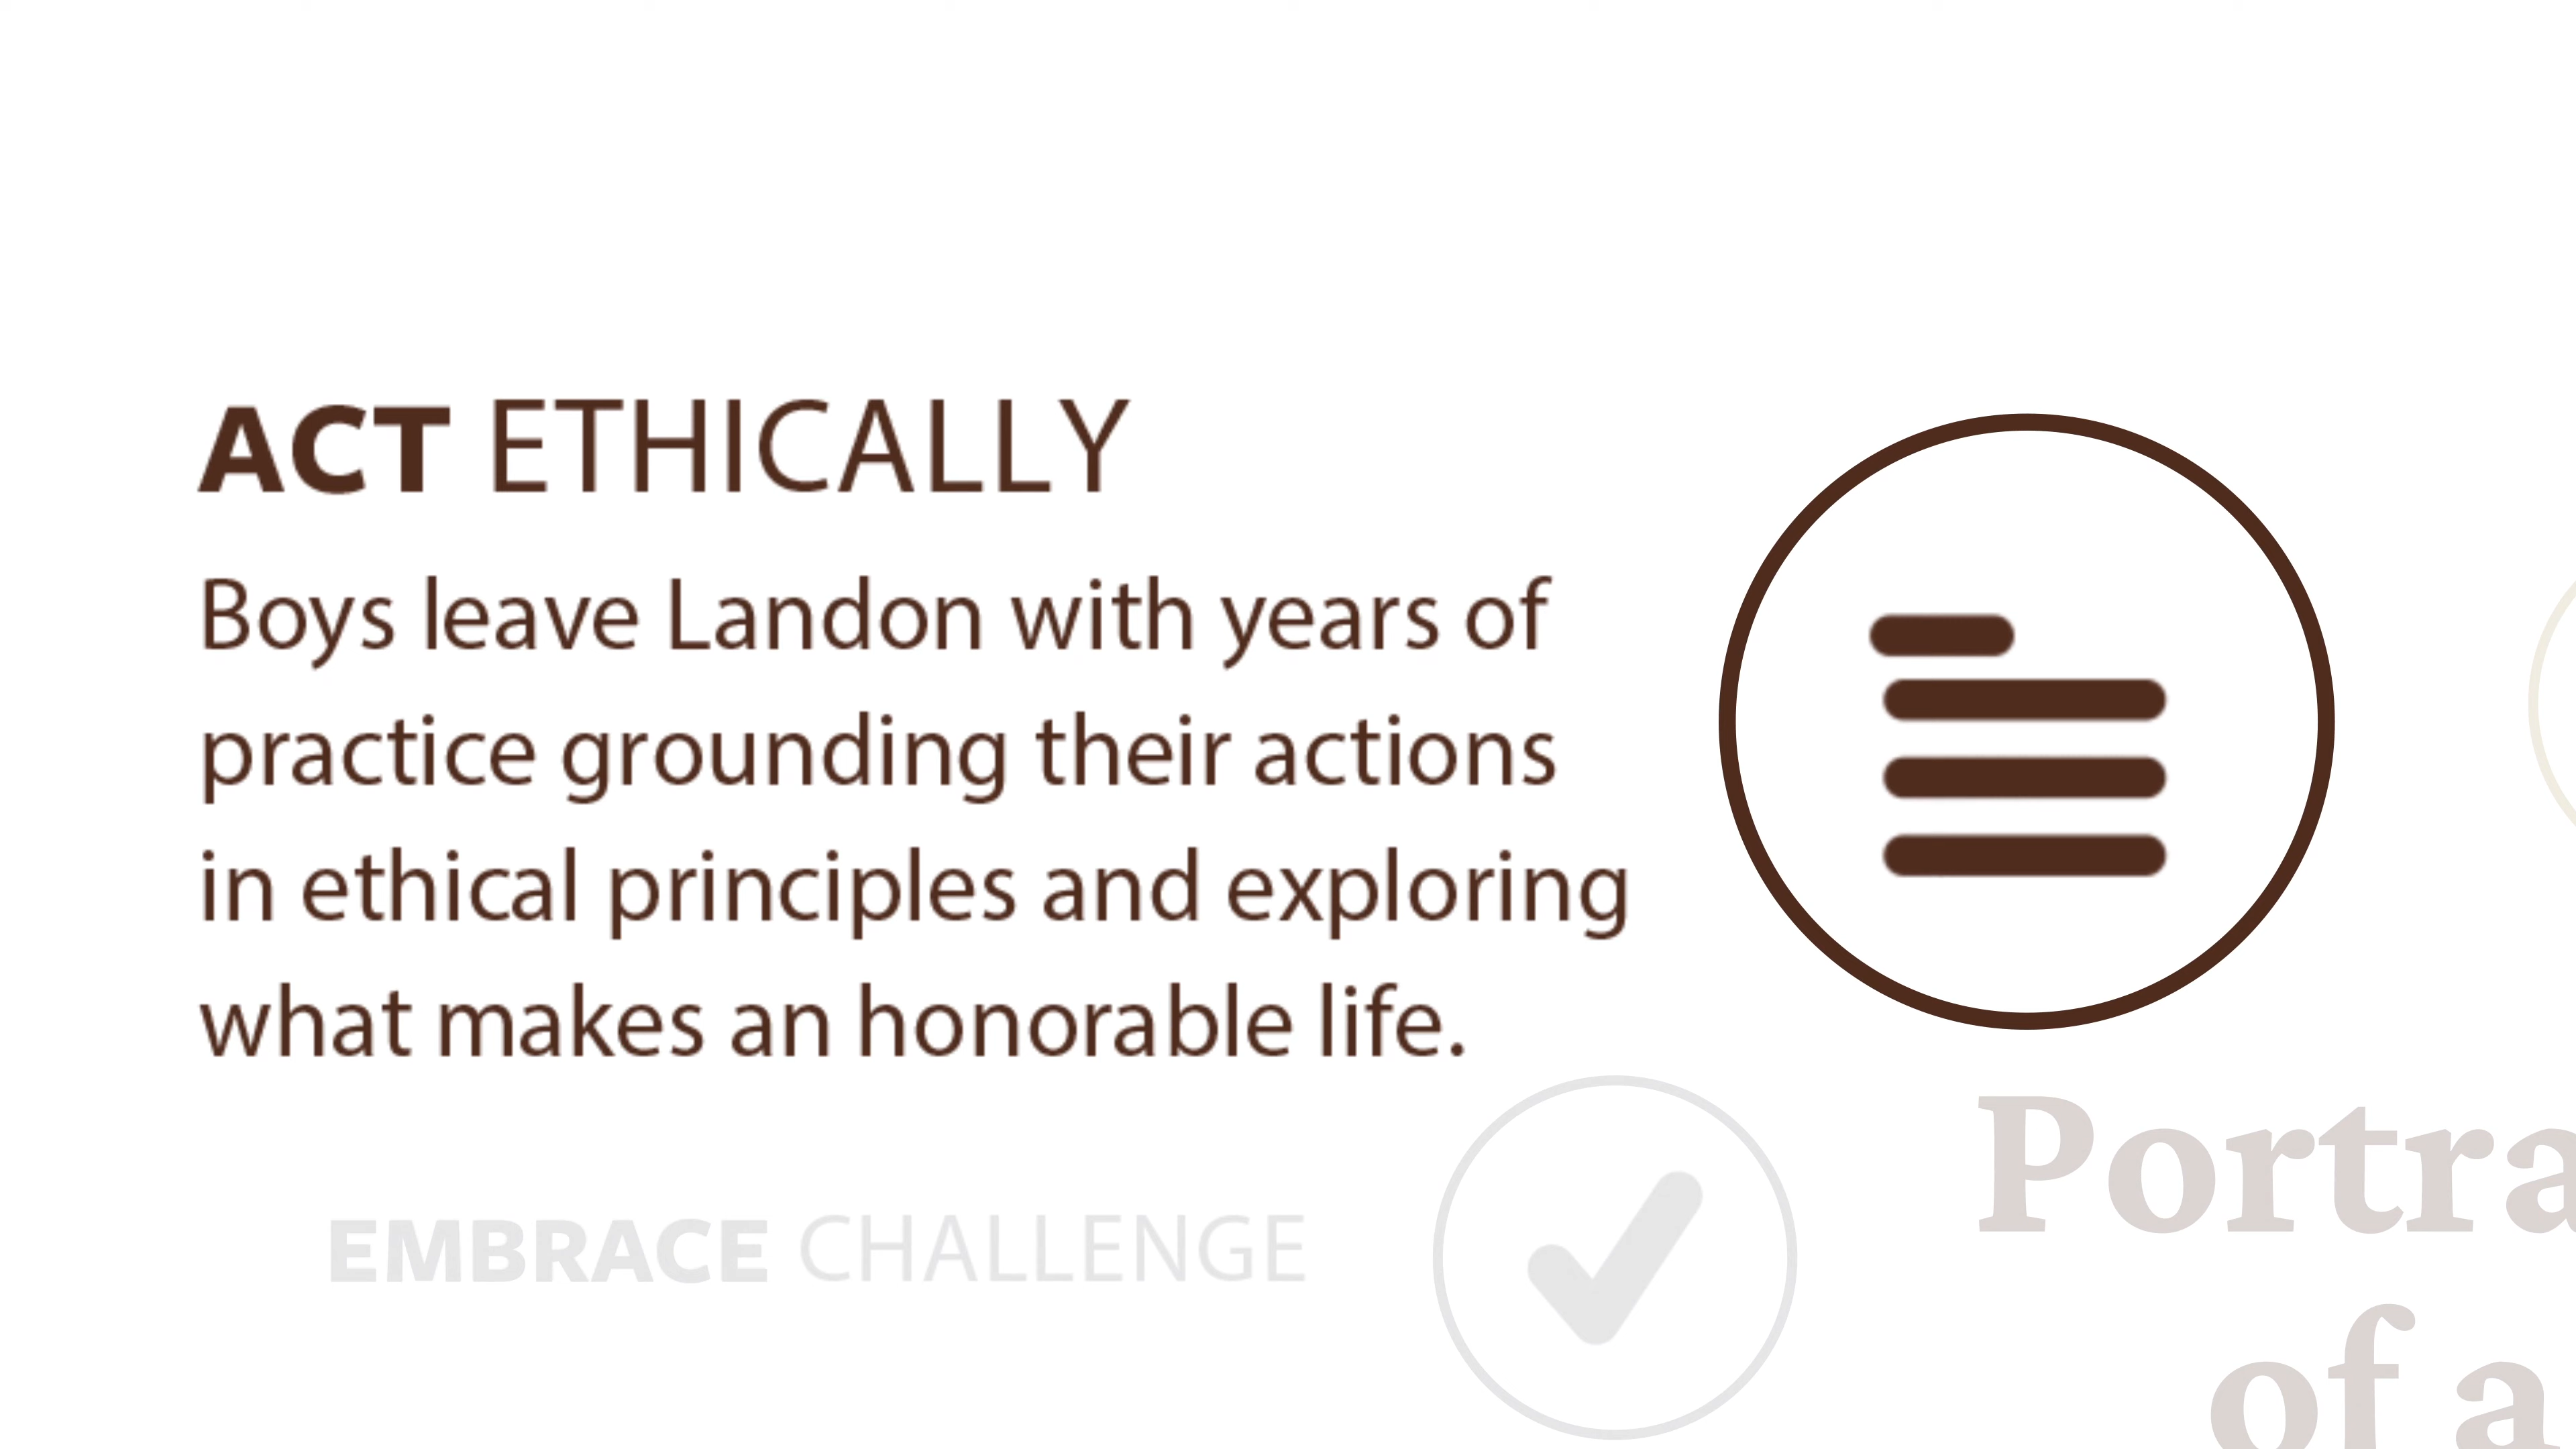 ACT ETHICALLY
Boys leave Landon with years of
practice grounding their actions
in ethical principles and exploring
what makes an honorable life.
EMBRACE CHALLENGE
of a